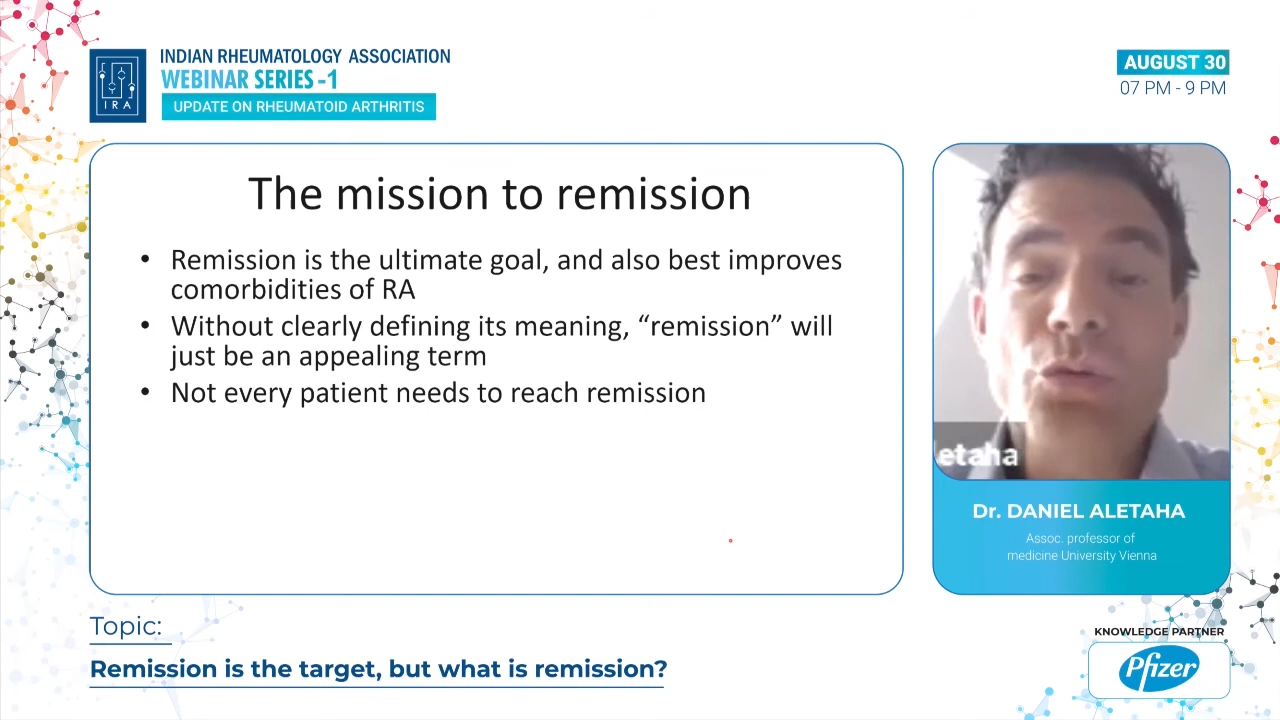 INDIAN RHEUMATOLOGY ASSOCIATION
WEBINAR SERIES -1
UPDATE ON RHEUMATOID ARTHRITIS
IRA
AUGUST 30
07 PM - 9 PM
The mission to remission
• Remission is the ultimate goal, and also best improves
comorbidities of RA
• Without clearly defining its meaning, “remission” will
just be an appealing term
• Not every patient needs to reach remission
letaha
Dr. DANIEL ALETAHA
Assoc. professor of
medicine University Vienna
Topic:
Remission is the target, but what is remission?
KNOWLEDGE PARTNER
Pfizer